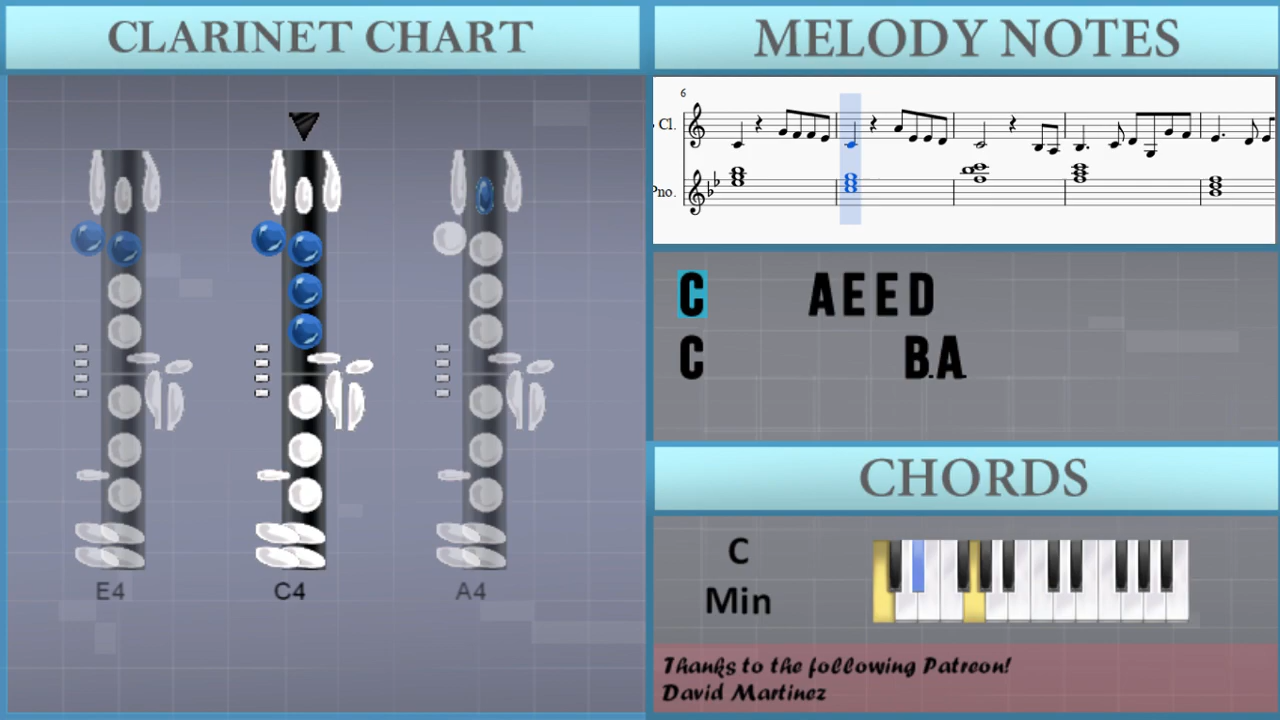 CLARINET CHART
E4 C4 A4
MELODY NOTES
6
Cl.
Pno.
C A E E D
C B. A.
CHORDS
C
Min
Thanks to the following Patreon!
David Martinez